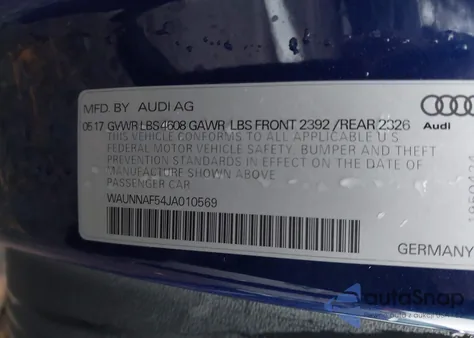 MFD. BY AUDI AG
05 17 GVWR LBS 4608 GAWR LBS FRONT 2392 /REAR 2326
THIS VEHICLE CONFORMS TO ALL APPLICABLE U.S.
FEDERAL MOTOR VEHICLE SAFETY, BUMPER AND THEFT
PREVENTION STANDARDS IN EFFECT ON THE DATE OF
MANUFACTURE SHOWN ABOVE
PASSENGER CAR
WAUNNAF54JA010569
Audi
GERMANY
autoSnap